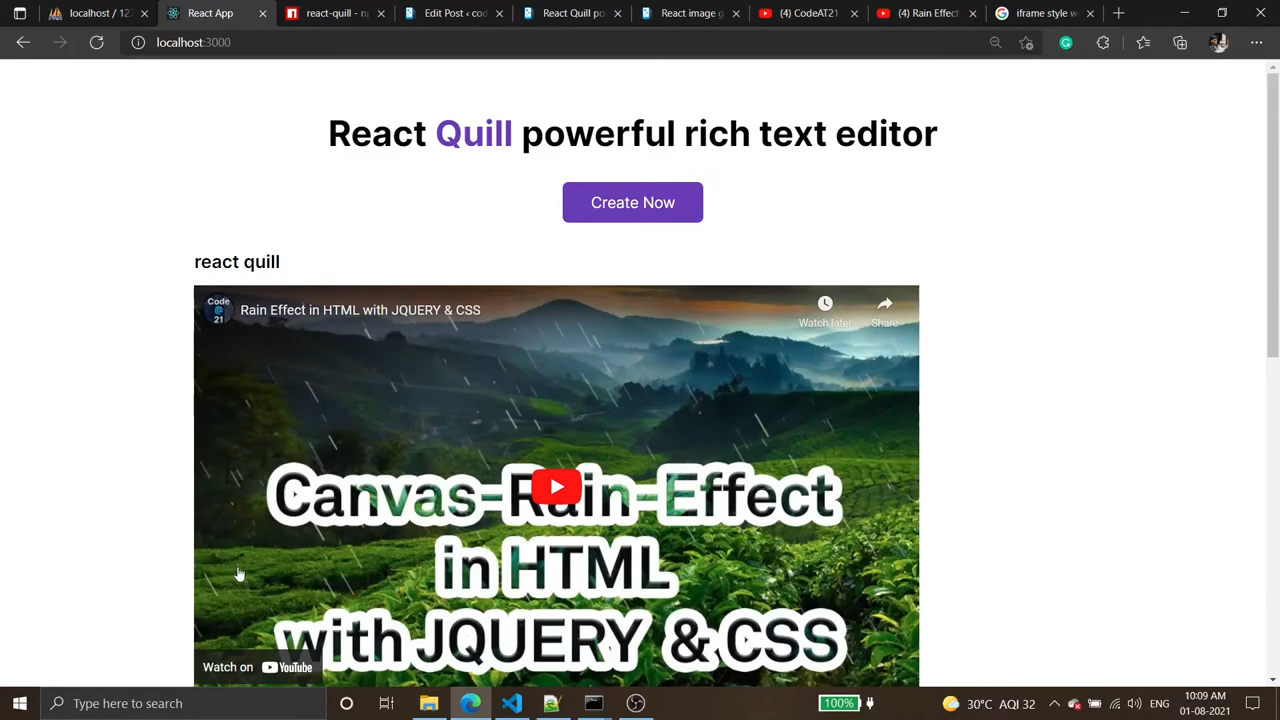 localhost / 12
React App
react-quill - n
Edit Post ‹ cod
React Quill po
React image g
(4) CodeAT21
(4) Rain Effect
iframe style w
localhost:3000
React Quill powerful rich text editor
Create Now
react quill
Code
@
21
Rain Effect in HTML with JQUERY & CSS
Watch later
Share
Canvas-Rain-Effect
in HTML
with JQUERY & CSS
Watch on YouTube
Type here to search
100%
30°C AQI 32
ENG
10:09 AM
01-08-2021